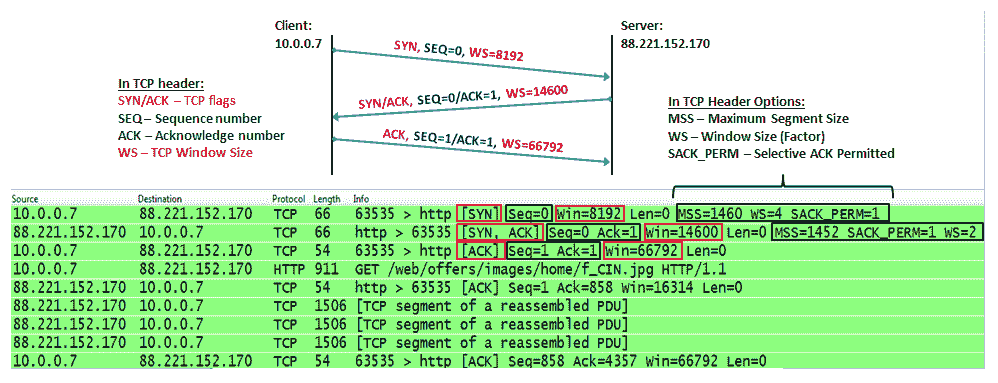 Client:
10.0.0.7
Server:
88.221.152.170
SYN, SEQ=0, WS=8192
SYN/ACK, SEQ=0/ACK=1, WS=14600
ACK, SEQ=1/ACK=1, WS=66792
In TCP header:
SYN/ACK – TCP flags
SEQ – Sequence number
ACK – Acknowledge number
WS – TCP Window Size
In TCP Header Options:
MSS – Maximum Segment Size
WS – Window Size (Factor)
SACK_PERM – Selective ACK Permitted
Source Destination Protocol Length Info
10.0.0.7 88.221.152.170 TCP 66 63535 > http [SYN] Seq=0 Win=8192 Len=0 MSS=1460 WS=4 SACK_PERM=1
88.221.152.170 10.0.0.7 TCP 66 http > 63535 [SYN, ACK] Seq=0 Ack=1 Win=14600 Len=0 MSS=1452 SACK_PERM=1 WS=2
10.0.0.7 88.221.152.170 TCP 54 63535 > http [ACK] Seq=1 Ack=1 Win=66792 Len=0
10.0.0.7 88.221.152.170 HTTP 911 GET /web/offers/images/home/f_CIN.jpg HTTP/1.1
88.221.152.170 10.0.0.7 TCP 54 http > 63535 [ACK] Seq=1 Ack=858 Win=16314 Len=0
88.221.152.170 10.0.0.7 TCP 1506 [TCP segment of a reassembled PDU]
88.221.152.170 10.0.0.7 TCP 1506 [TCP segment of a reassembled PDU]
88.221.152.170 10.0.0.7 TCP 1506 [TCP segment of a reassembled PDU]
10.0.0.7 88.221.152.170 TCP 54 63535 > http [ACK] Seq=858 Ack=4357 Win=66792 Len=0